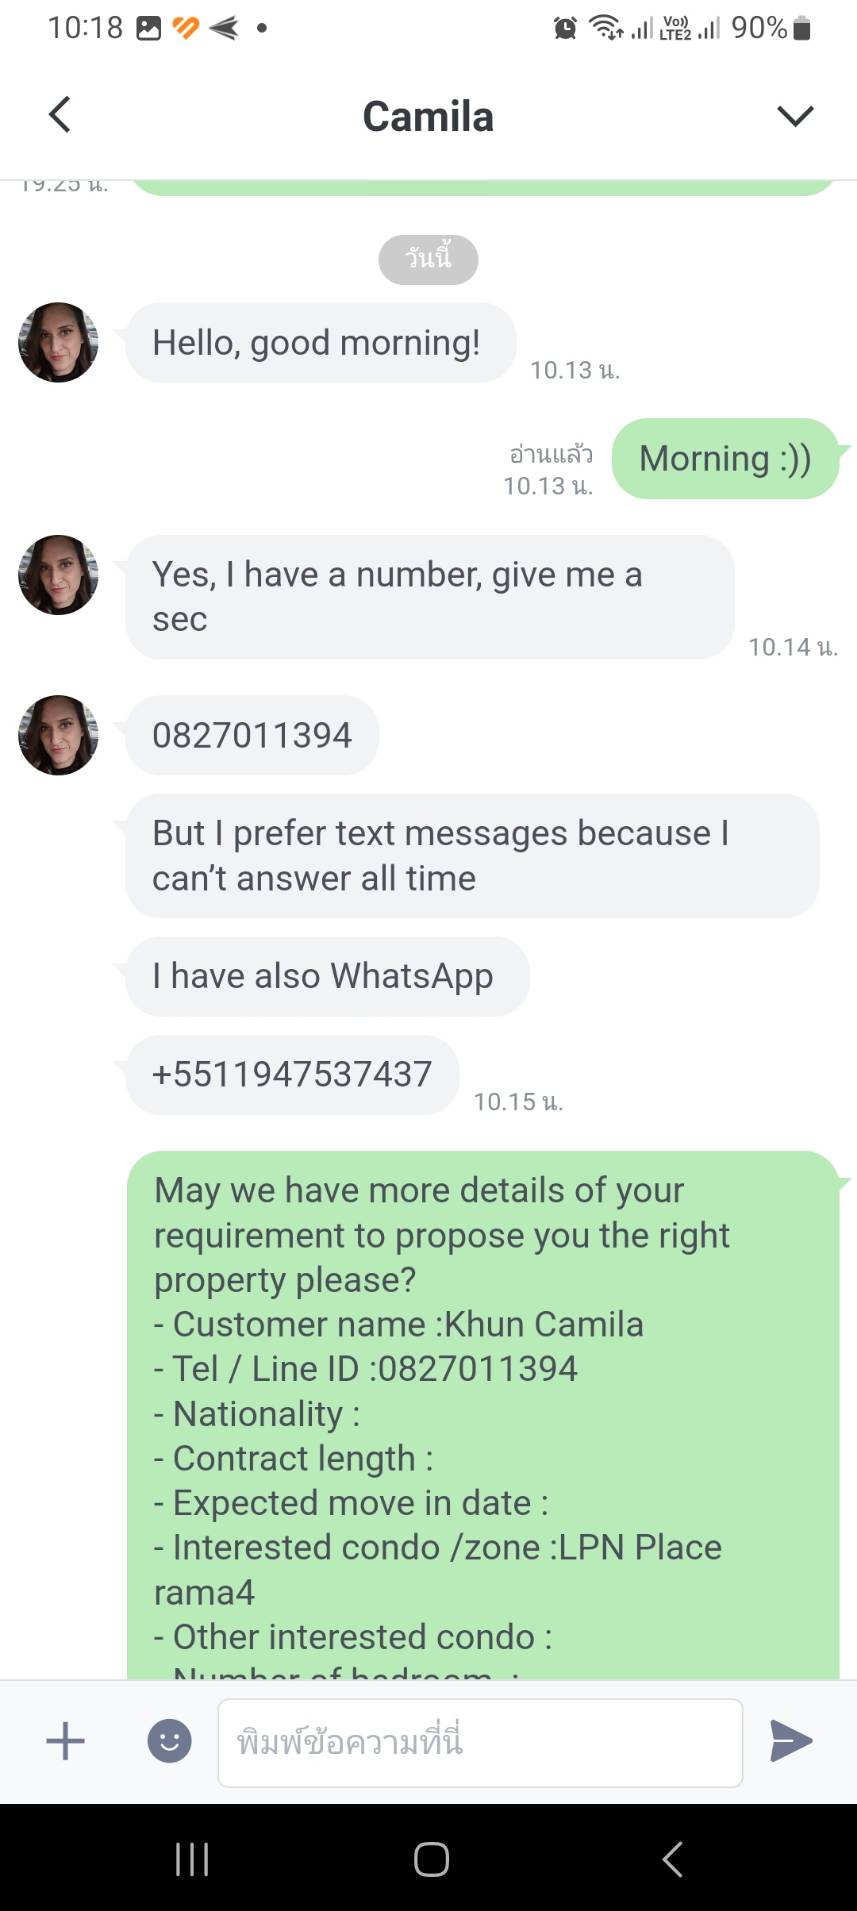 10:18
Vo))
LTE2
90%
Camila
19.25 น.
วันนี้
Hello, good morning!
10.13 น.
อ่านแล้ว
10.13 น.
Morning :))
Yes, I have a number, give me a
sec
10.14 น.
0827011394
But I prefer text messages because I
can't answer all time
I have also WhatsApp
+5511947537437
10.15 น.
May we have more details of your
requirement to propose you the right
property please?
- Customer name :Khun Camila
- Tel / Line ID :0827011394
- Nationality :
- Contract length :
- Expected move in date :
- Interested condo /zone :LPN Place
rama4
- Other interested condo :
Number of bedroom :
พิมพ์ข้อความที่นี่